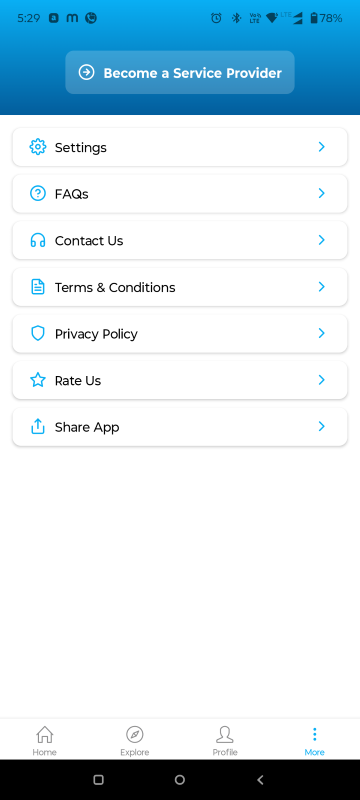 5:29
LTE
78%
Become a Service Provider
Settings
FAQs
Contact Us
Terms & Conditions
Privacy Policy
Rate Us
Share App
Home
Explore
Profile
More